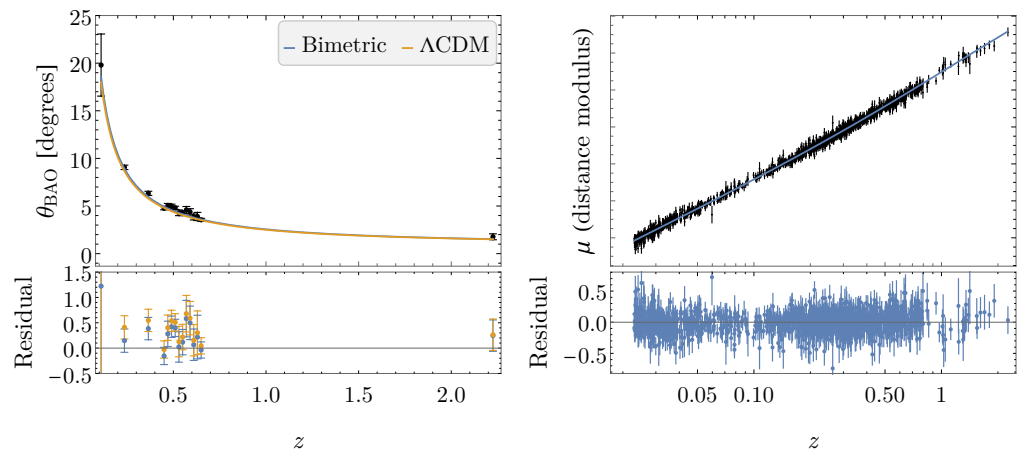 θBAO [degrees]
25
20
15
10
5
0
Bimetric ΛCDM
Residual
1.5
1.0
0.5
0.0
−0.5
0.5 1.0 1.5 2.0
z
μ (distance modulus)
Residual
0.5
0.0
−0.5
0.05 0.10 0.50 1
z